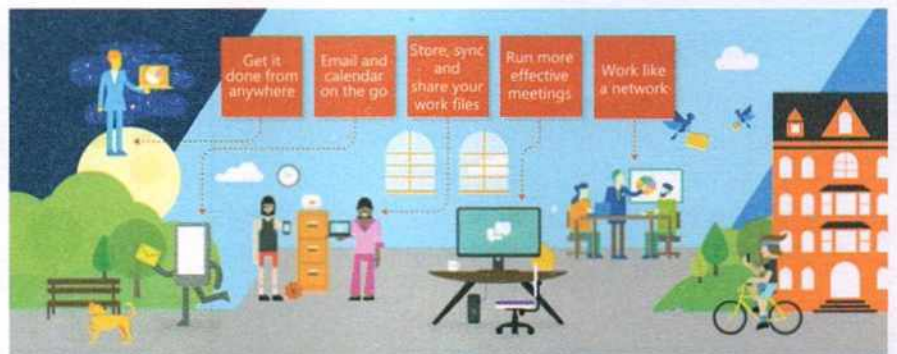 Get it
done from
anywhere
Email and
calendar
on the go
Store, sync
and
share your
work files
Run more
effective
meetings
Work like
a network